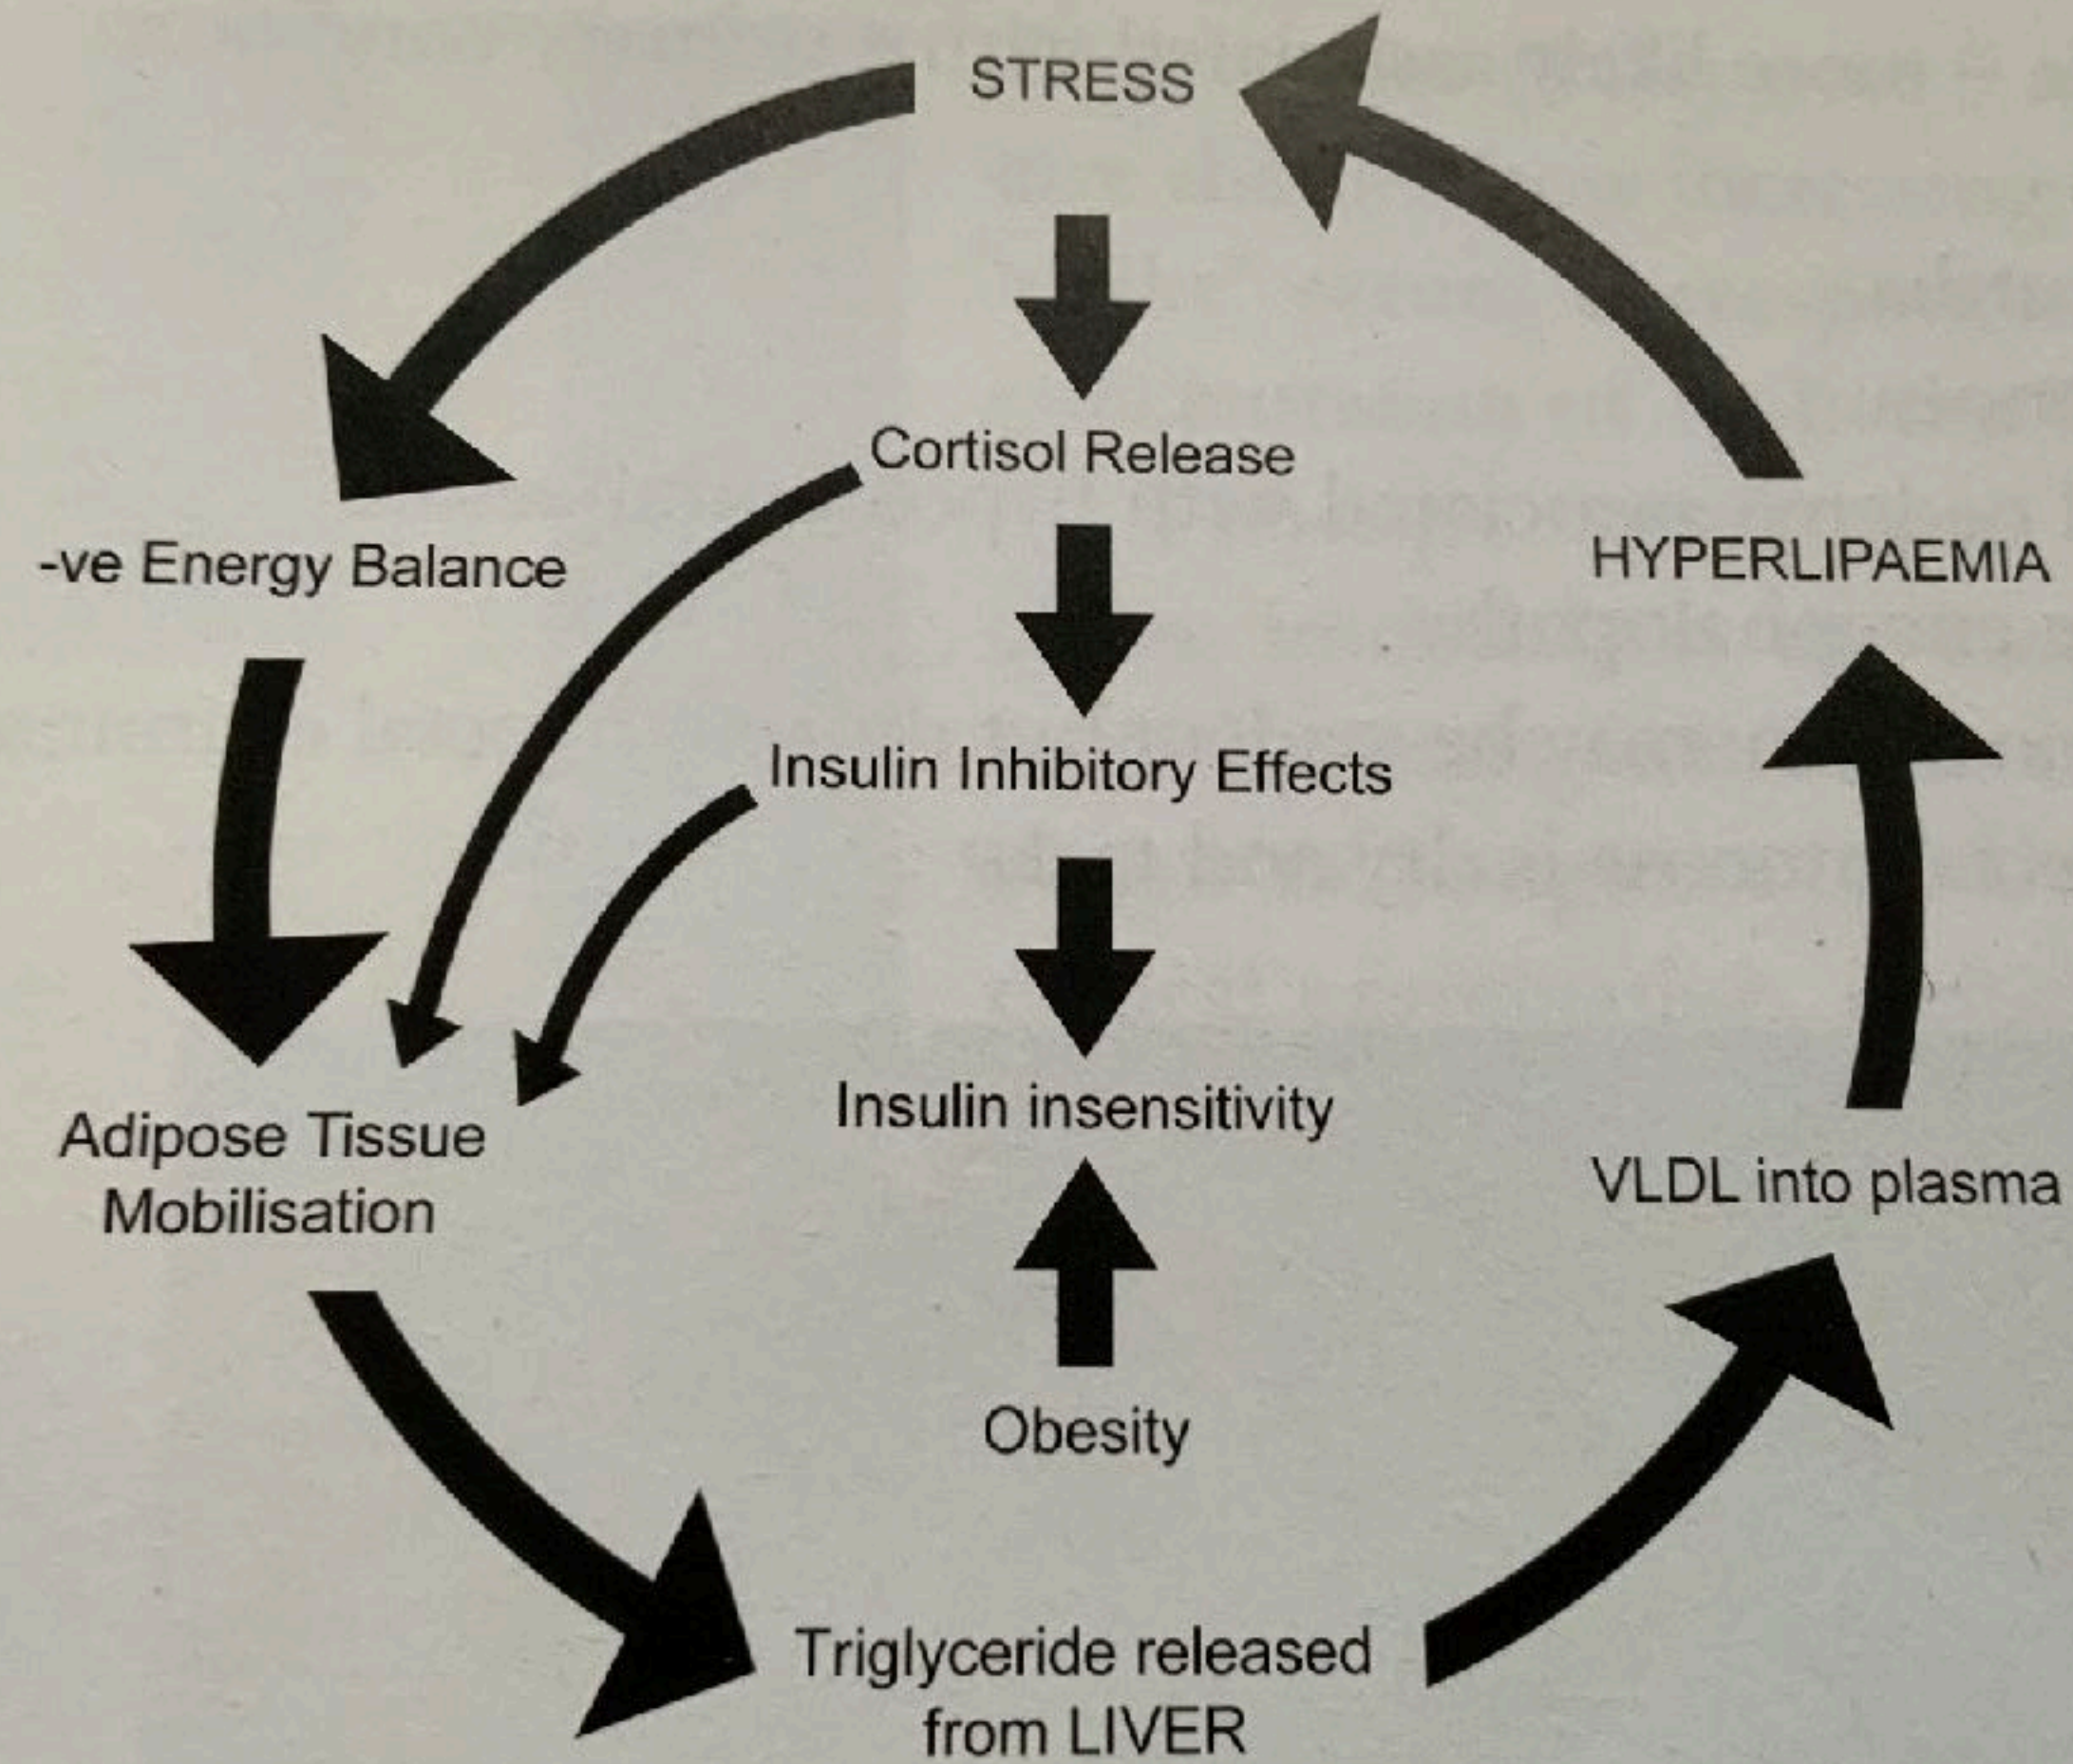 STRESS
Cortisol Release
-ve Energy Balance
HYPERLIPAEMIA
Insulin Inhibitory Effects
Insulin insensitivity
Adipose Tissue
Mobilisation
VLDL into plasma
Obesity
Triglyceride released
from LIVER